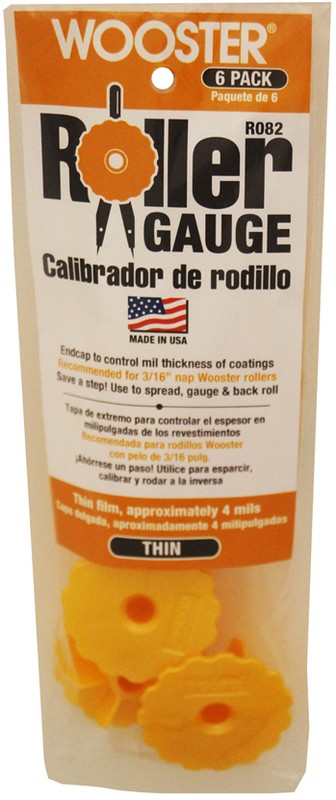 WOOSTER®
6 PACK
Paquete de 6
R082
Roller
GAUGE
Calibrador de rodillo
MADE IN USA
Endcap to control mil thickness of coatings
Recommended for 3/16" nap Wooster rollers
Save a step! Use to spread, gauge & back roll
Tapa de extremo para controlar el espesor en
milipulgadas de los revestimientos
Recomendada para rodillos Wooster
con pelo de 3/16 pulg.
¡Ahórrese un paso! Utilice para esparcir,
calibrar y rodar a la inversa
Thin film, approximately 4 mils
Capa delgada, aproximadamente 4 milipulgadas
THIN